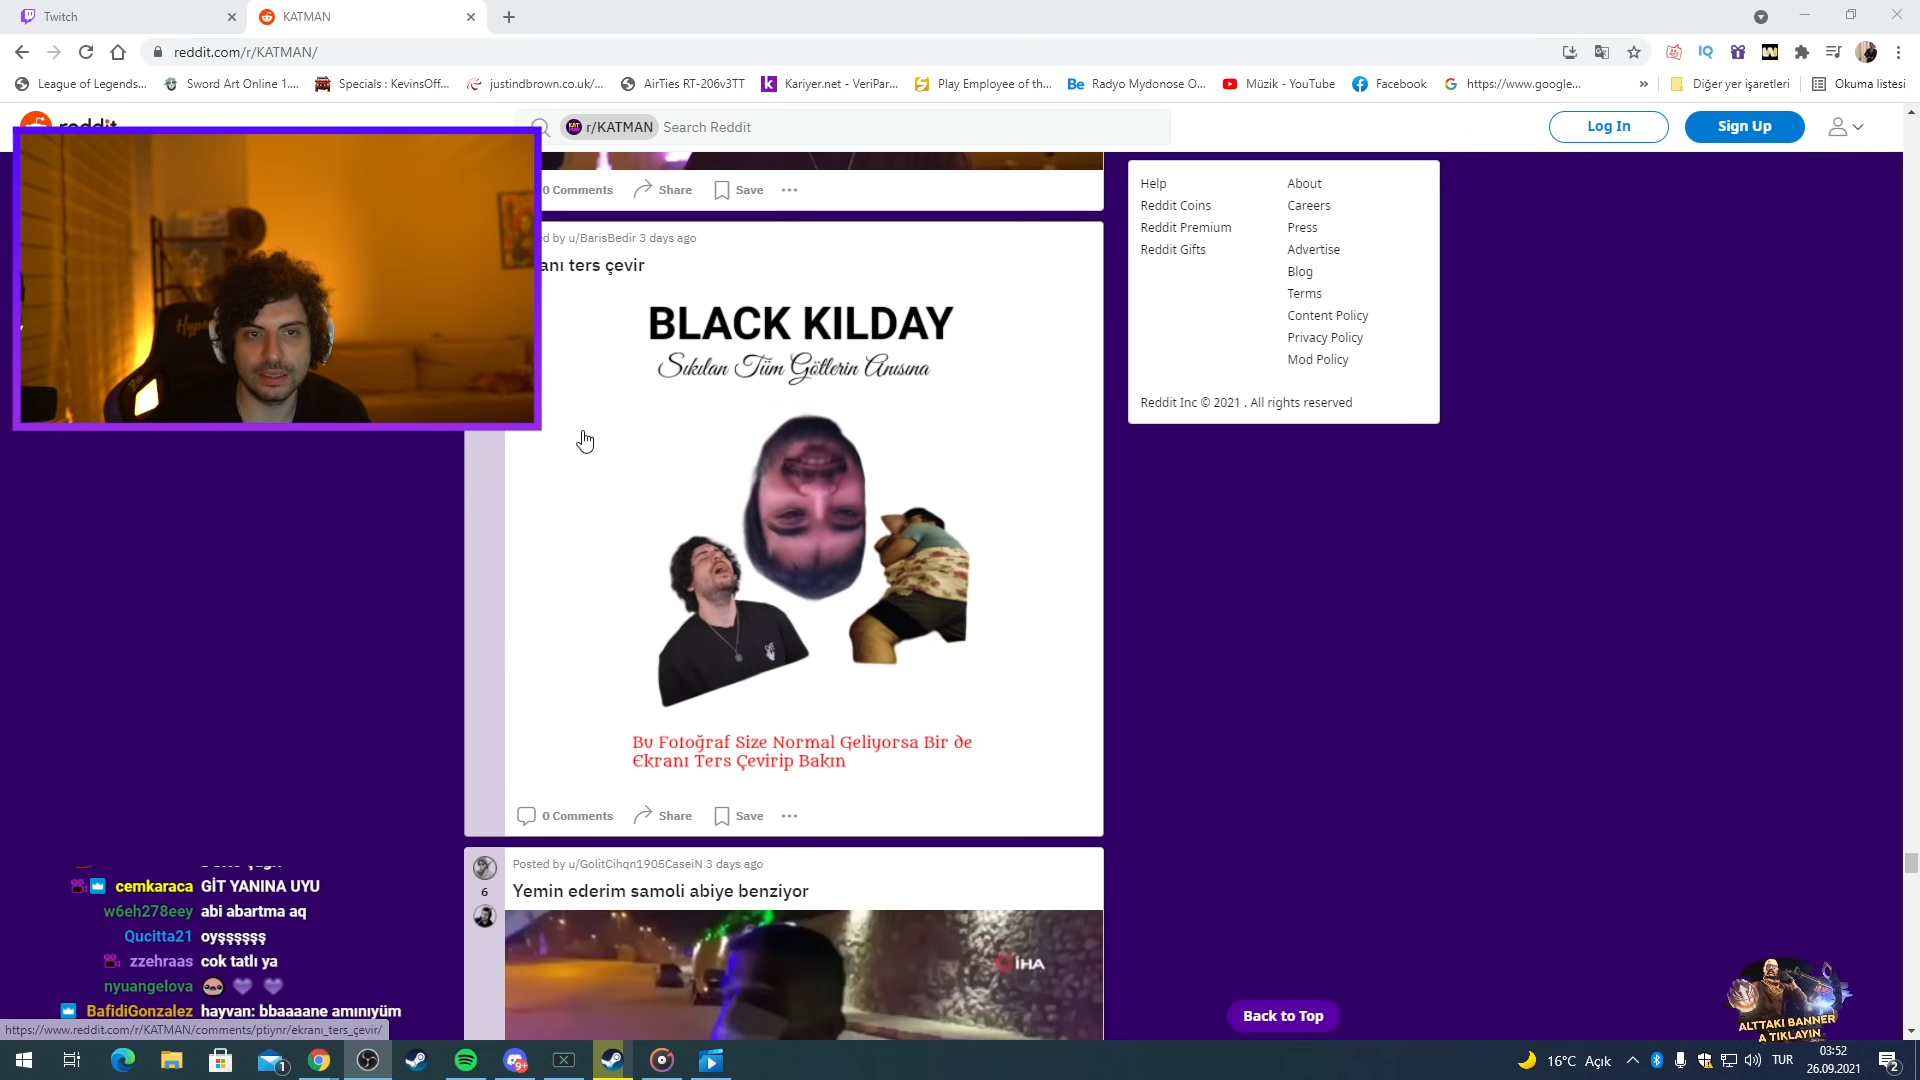 Twitch
KATMAN
reddit.com/r/KATMAN/
League of Legends...
Sword Art Online 1....
Specials : KevinsOff...
justindbrown.co.uk/...
AirTies RT-206v3TT
Kariyer.net - VeriPar...
Play Employee of th...
Radyo Mydonose O...
Müzik - YouTube
Facebook
https://www.google...
»
Diğer yer işaretleri
Okuma listesi
reddit
r/KATMAN
Search Reddit
Log In
Sign Up
0 Comments
Share
Save
Help
About
Reddit Coins
Careers
Reddit Premium
Press
Reddit Gifts
Advertise
Blog
Terms
Content Policy
Privacy Policy
Mod Policy
Reddit Inc © 2021 . All rights reserved
ed by u/BarisBedir 3 days ago
anı ters çevir
BLACK KILDAY
Sıkılan Tüm Götlerin Anısına
Bu Fotoğraf Size Normal Geliyorsa Bir de
Ekranı Ters Çevirip Bakın
0 Comments
Share
Save
Posted by u/GolitCihqn1905CaseiN 3 days ago
6
Yemin ederim samoli abiye benziyor
İHA
cemkaraca GİT YANINA UYU
w6eh278eey abi abartma aq
Qucitta21 oyşşşşşş
zzehraas cok tatlı ya
nyuangelova
BafidiGonzalez hayvan: bbaaaane amınıyüm
https://www.reddit.com/r/KATMAN/comments/ptiynr/ekranı_ters_çevir/
Back to Top
ALTTAKI BANNER
A TIKLAYIN
1
9+
16°C Açık
TUR
03:52
26.09.2021
2